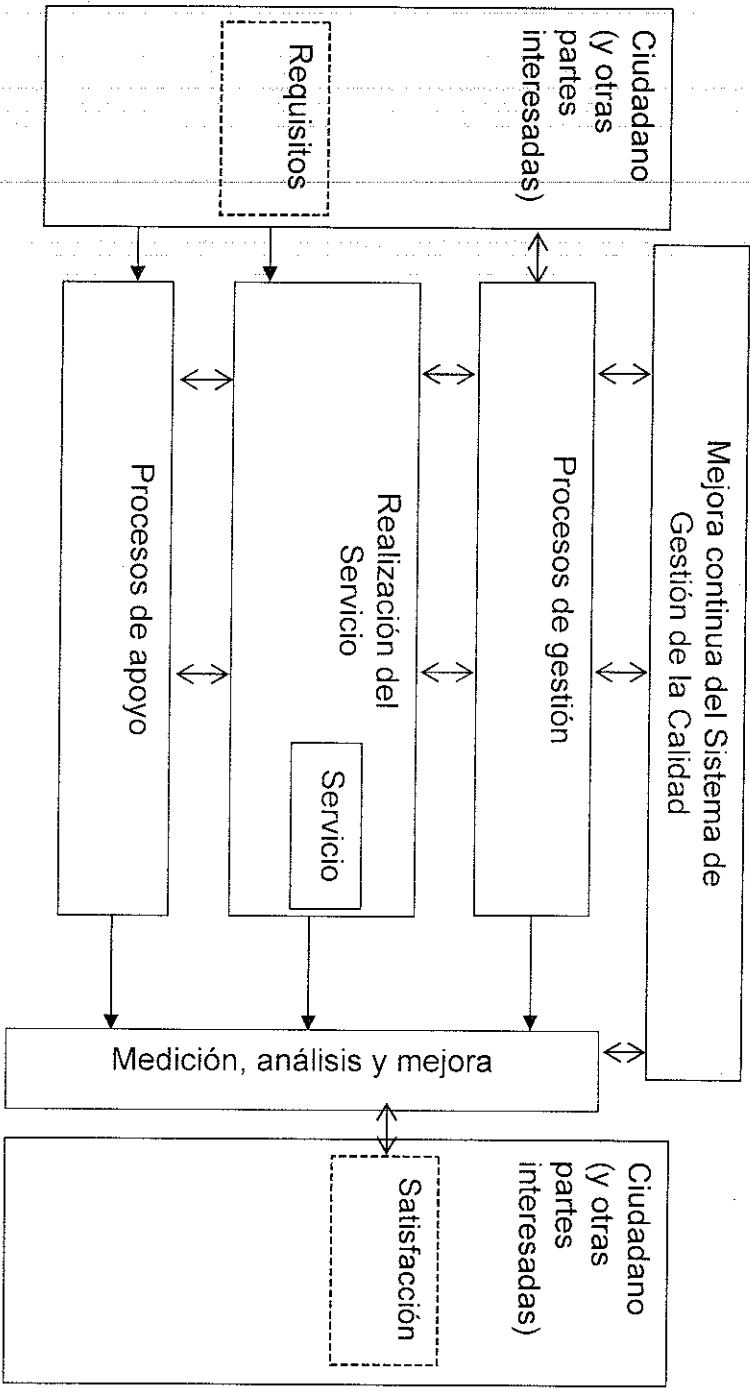 Mejora continua del Sistema de
Gestión de la Calidad
Ciudadano
(y otras
partes
interesadas)
Requisitos
Procesos de gestión
Realización del
Servicio
Servicio
Procesos de apoyo
Medición, análisis y mejora
Ciudadano
(y otras
partes
interesadas)
Satisfacción